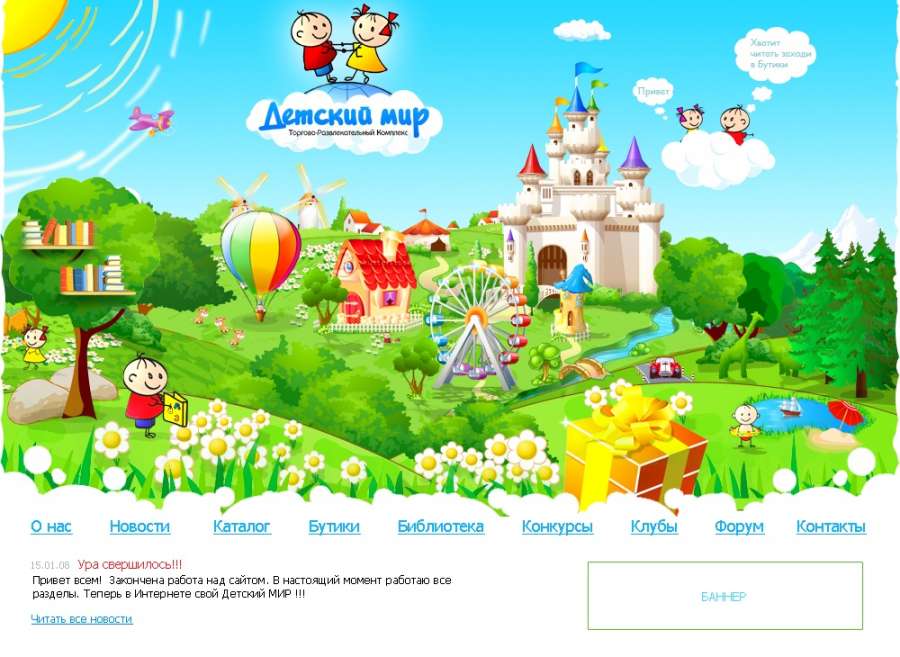 Хватит
читать заходи
в Бутики
Привет
Детский мир
Торгово-Развлекательный Комплекс
О нас
Новости
Каталог
Бутики
Библиотека
Конкурсы
Клубы
Форум
Контакты
15.01.08 Ура свершилось!!!
Привет всем! Закончена работа над сайтом. В настоящий момент работаю все
разделы. Теперь в Интернете свой Детский МИР !!!
Читать все новости
БАННЕР